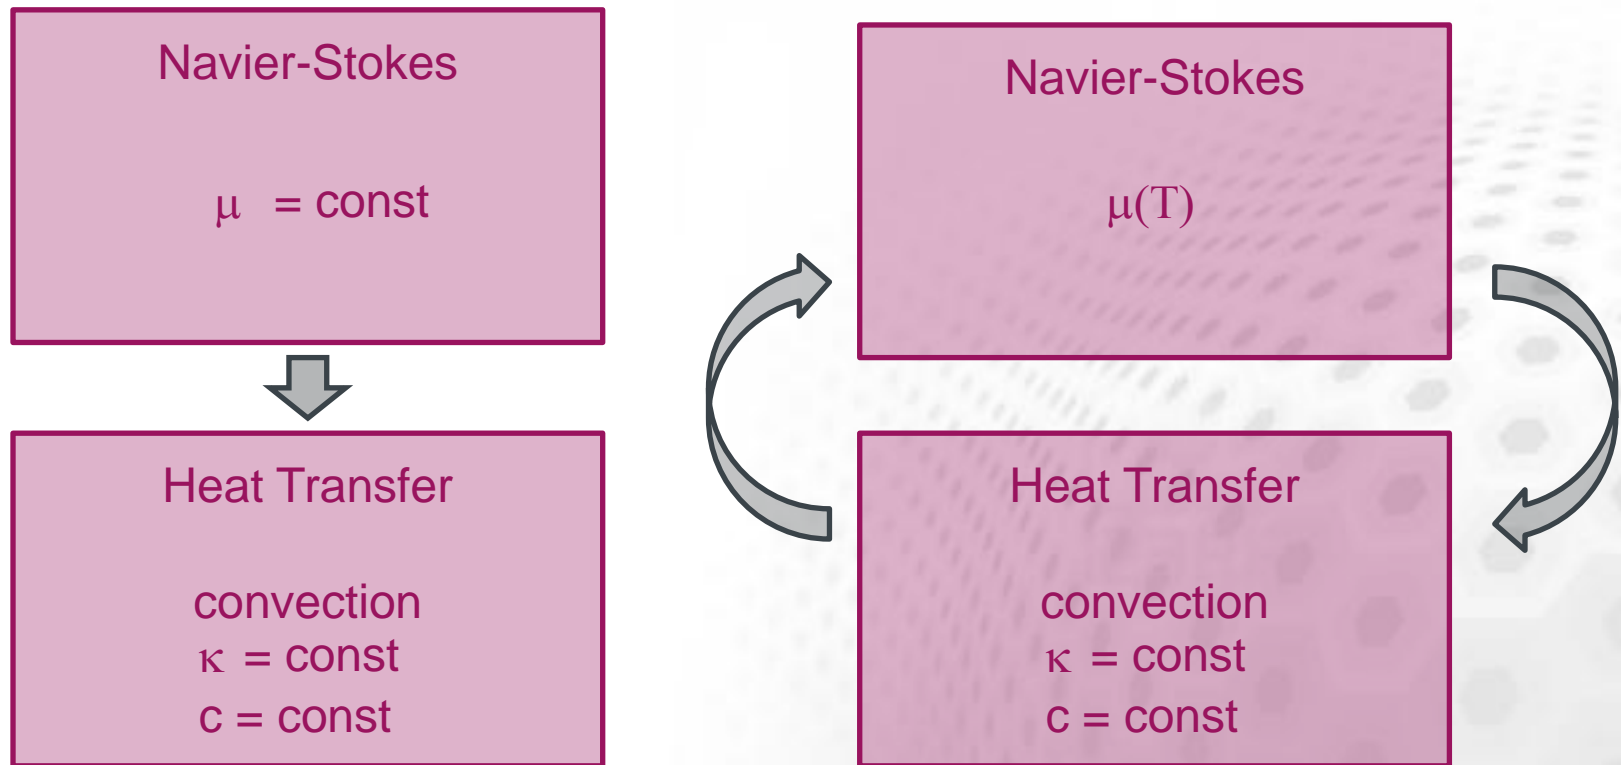 Navier-Stokes
μ = const
Heat Transfer
convection
κ = const
c = const
Navier-Stokes
μ(T)
Heat Transfer
convection
κ = const
c = const